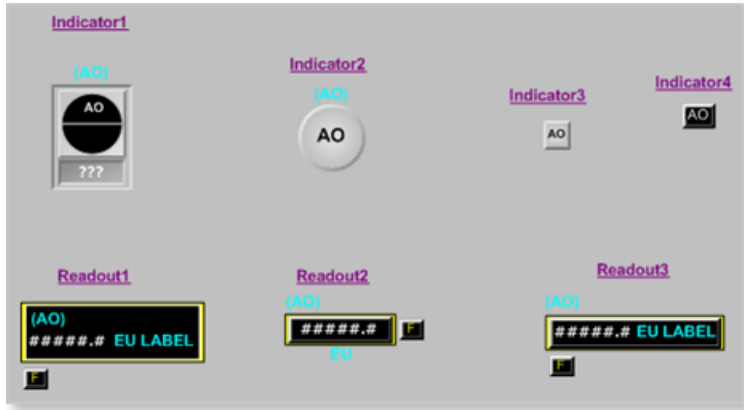 Indicator1
(AO)
AO
???
Indicator2
(AO)
AO
Indicator3
AO
Indicator4
AO
Readout1
(AO)
#####.# EU LABEL
F
Readout2
(AO)
#####.#
F
EU
Readout3
(AO)
#####.# EU LABEL
F